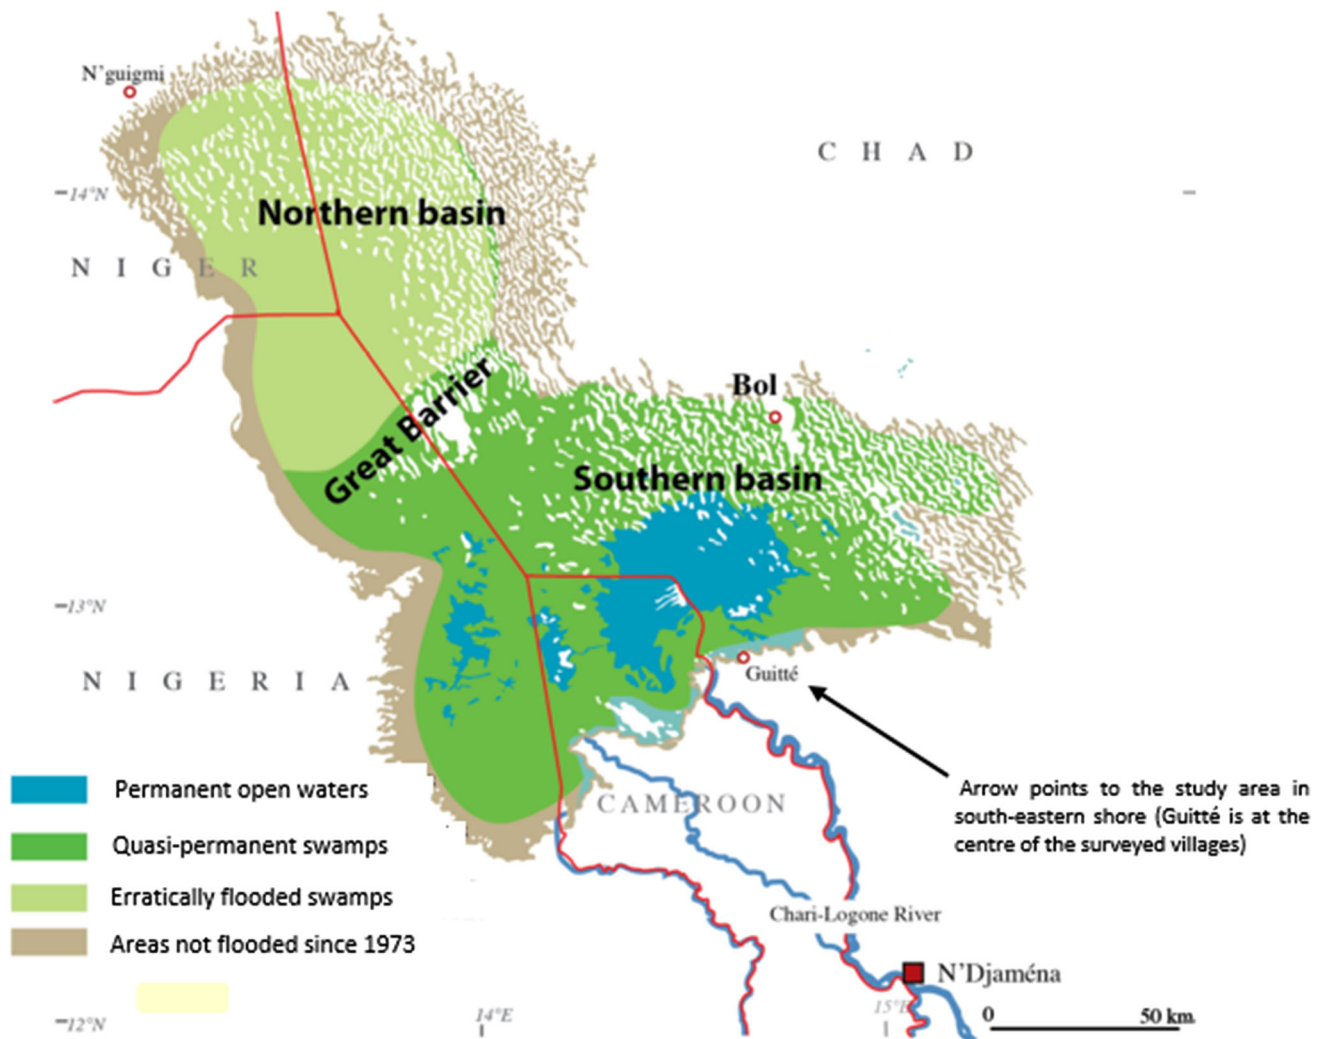 N'guigmi
C H A D
14°N
Northern basin
N I G E R
Great Barrier
Bol
Southern basin
13°N
N I G E R I A
Guitté
Arrow points to the study area in
south-eastern shore (Guitté is at the
centre of the surveyed villages)
Permanent open waters
CAMEROON
Quasi-permanent swamps
Erratically flooded swamps
Chari-Logone River
Areas not flooded since 1973
N'Djaména
12°N
14°E
15°E
0
50 km